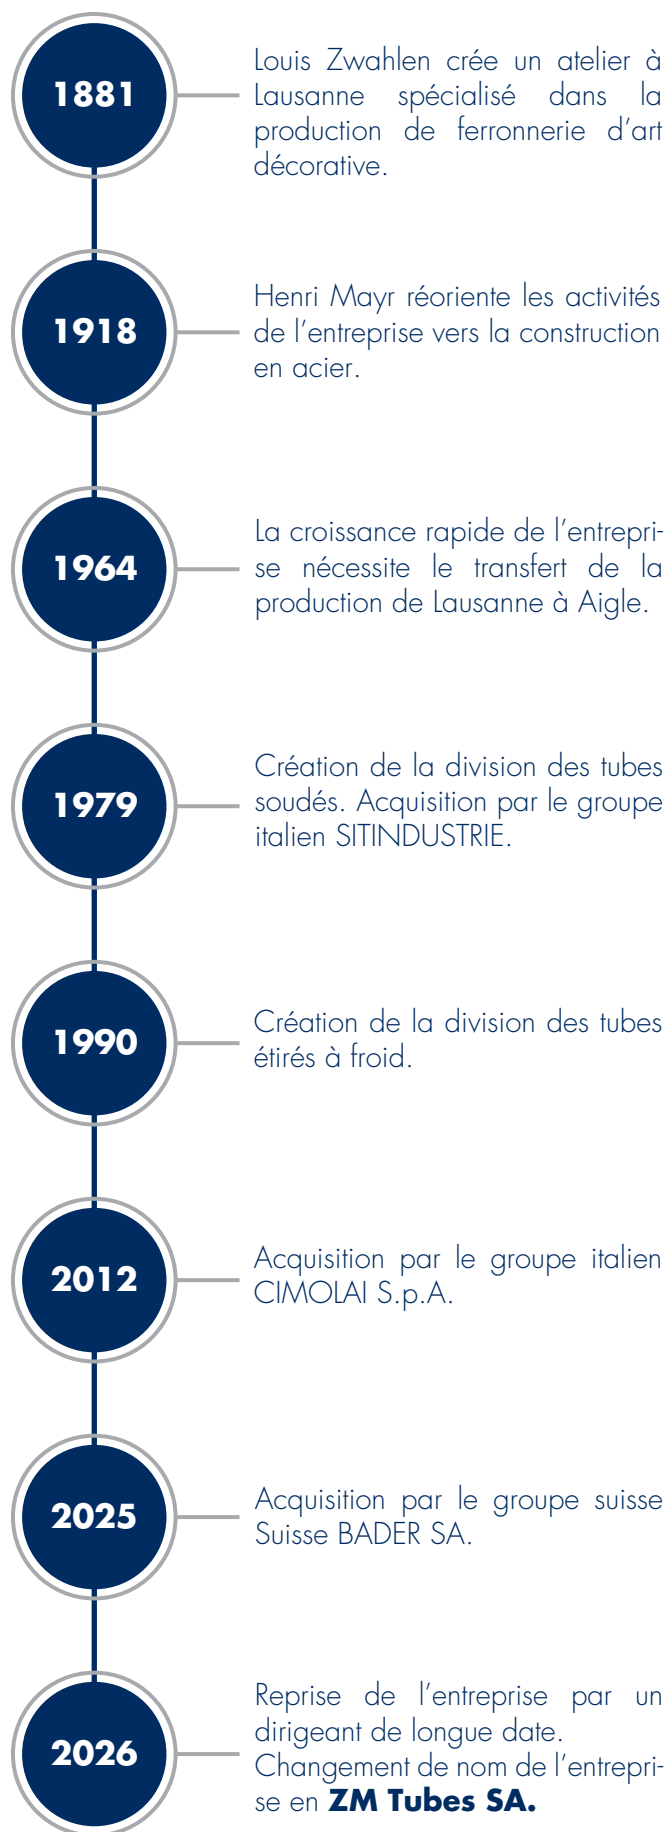 1881
Louis Zwahlen crée un atelier à
Lausanne spécialisé dans la
production de ferronnerie d’art
décorative.
1918
Henri Mayr réoriente les activités
de l’entreprise vers la construction
en acier.
1964
La croissance rapide de l’entrepri-
se nécessite le transfert de la
production de Lausanne à Aigle.
1979
Création de la division des tubes
soudés. Acquisition par le groupe
italien SITINDUSTRIE.
1990
Création de la division des tubes
étirés à froid.
2012
Acquisition par le groupe italien
CIMOLAI S.p.A.
2025
Acquisition par le groupe suisse
Suisse BADER SA.
2026
Reprise de l’entreprise par un
dirigeant de longue date.
Changement de nom de l’entrepri-
se en ZM Tubes SA.